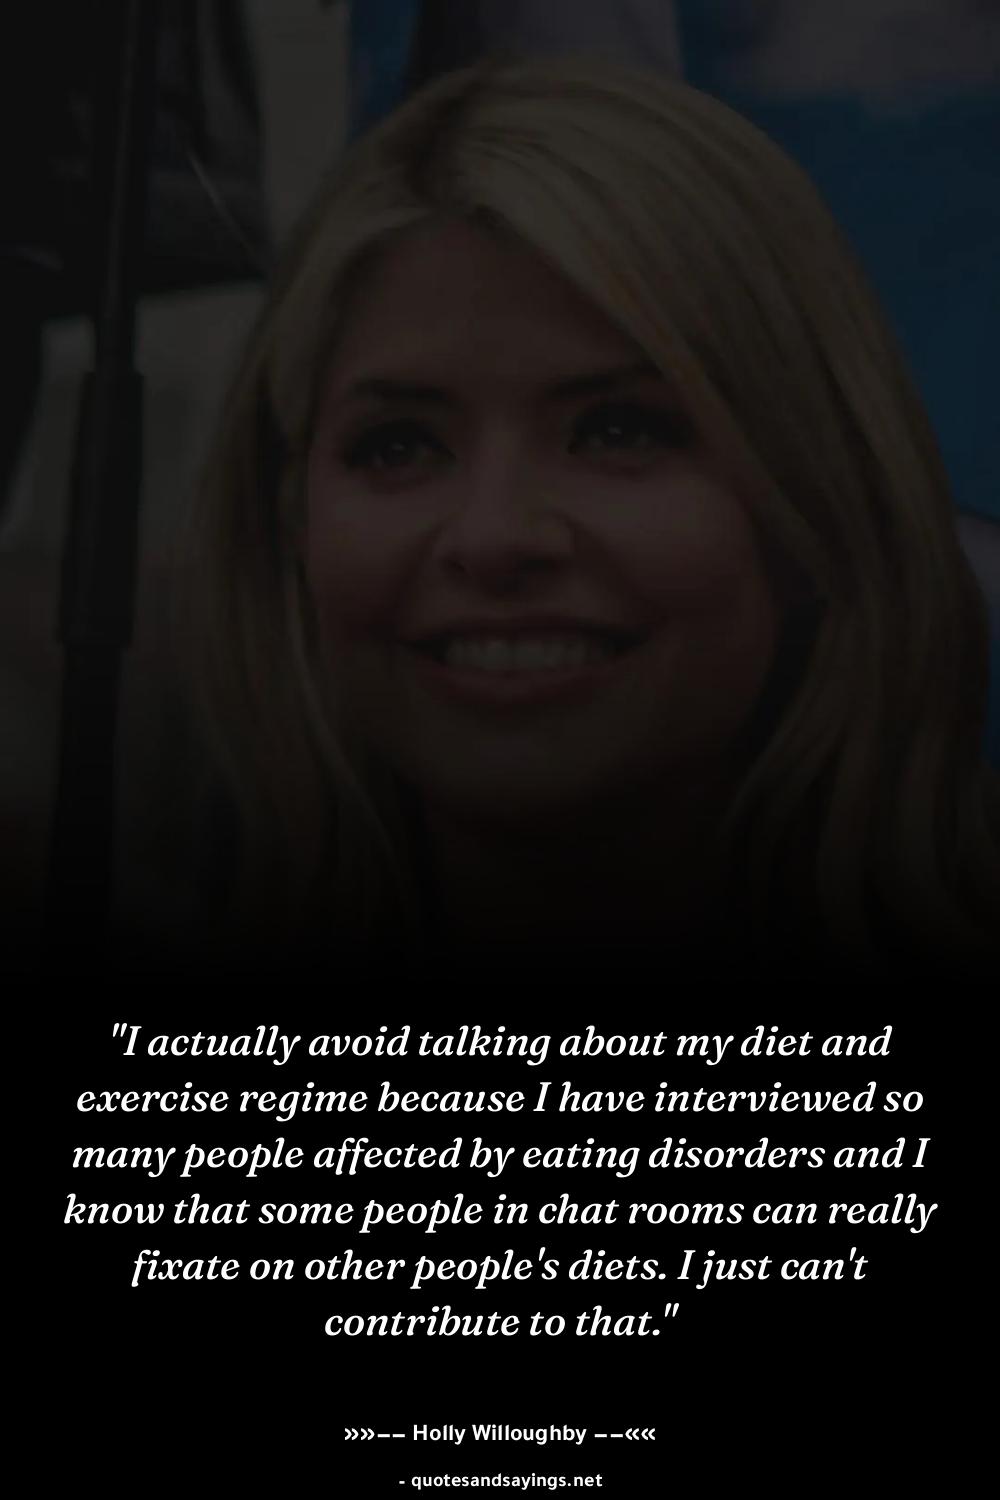 "I actually avoid talking about my diet and
exercise regime because I have interviewed so
many people affected by eating disorders and I
know that some people in chat rooms can really
fixate on other people's diets. I just can't
contribute to that."
»»–– Holly Willoughby ––««
- quotesandsayings.net